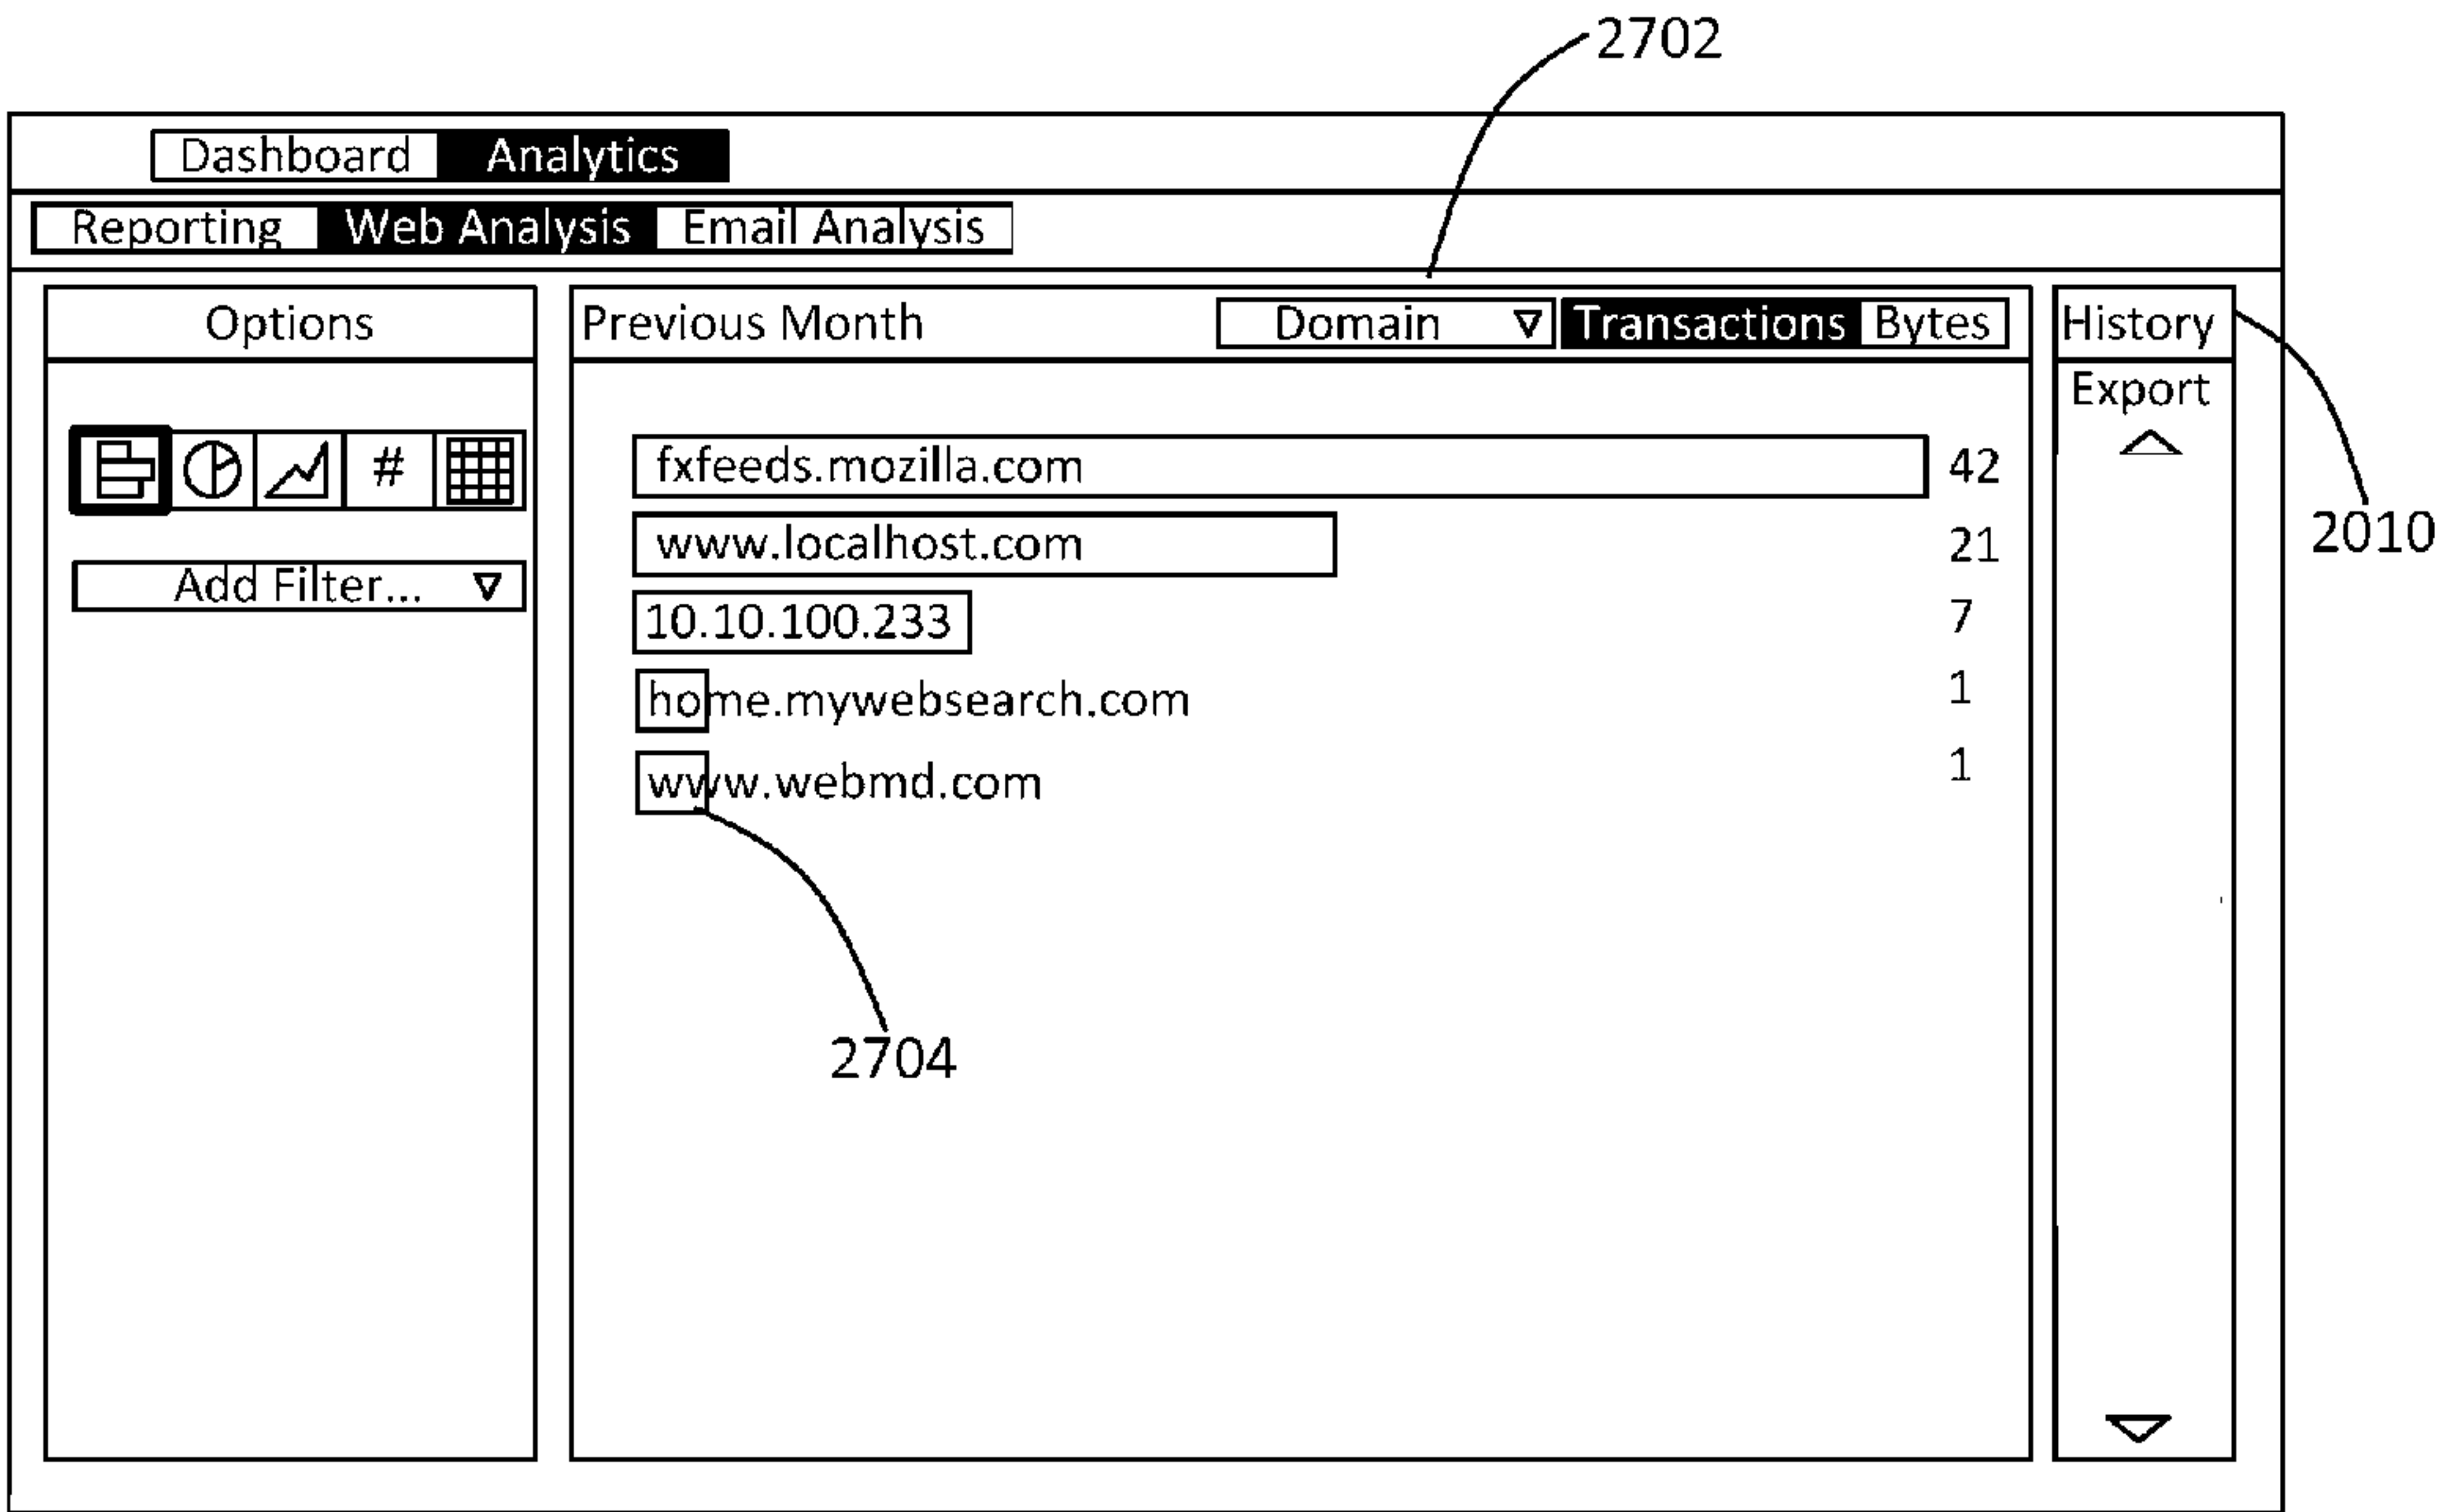 2702
Dashboard Analytics
Reporting Web Analysis Email Analysis
Options
Previous Month Domain Transactions Bytes
History
Export
#
Add Filter...
fxfeeds.mozilla.com 42
www.localhost.com 21
10.10.100.233 7
home.mywebsearch.com 1
www.webmd.com 1
2010
2704